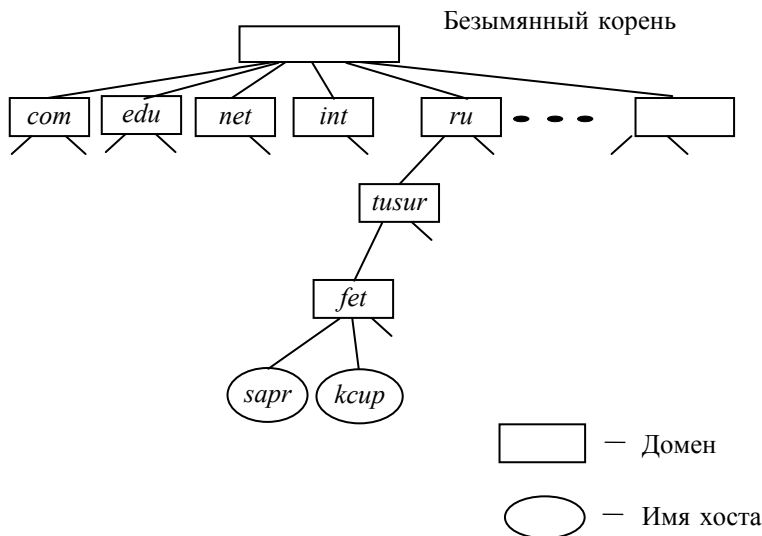 Безымянный корень
com edu net int ru
tusur
fet
sapr kcup
— Домен
— Имя хоста